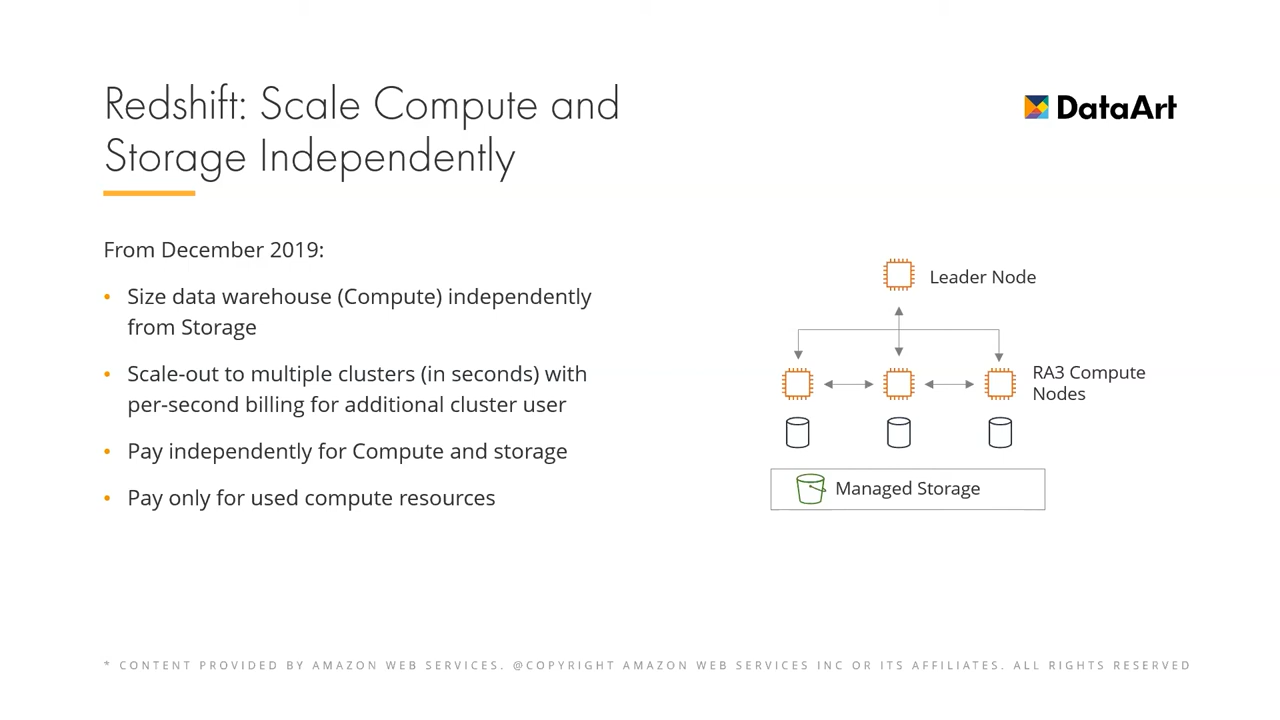 Redshift: Scale Compute and
Storage Independently
DataArt
From December 2019:
• Size data warehouse (Compute) independently
from Storage
• Scale-out to multiple clusters (in seconds) with
per-second billing for additional cluster user
• Pay independently for Compute and storage
• Pay only for used compute resources
Leader Node
RA3 Compute
Nodes
Managed Storage
* CONTENT PROVIDED BY AMAZON WEB SERVICES. @COPYRIGHT AMAZON WEB SERVICES INC OR ITS AFFILIATES. ALL RIGHTS RESERVED